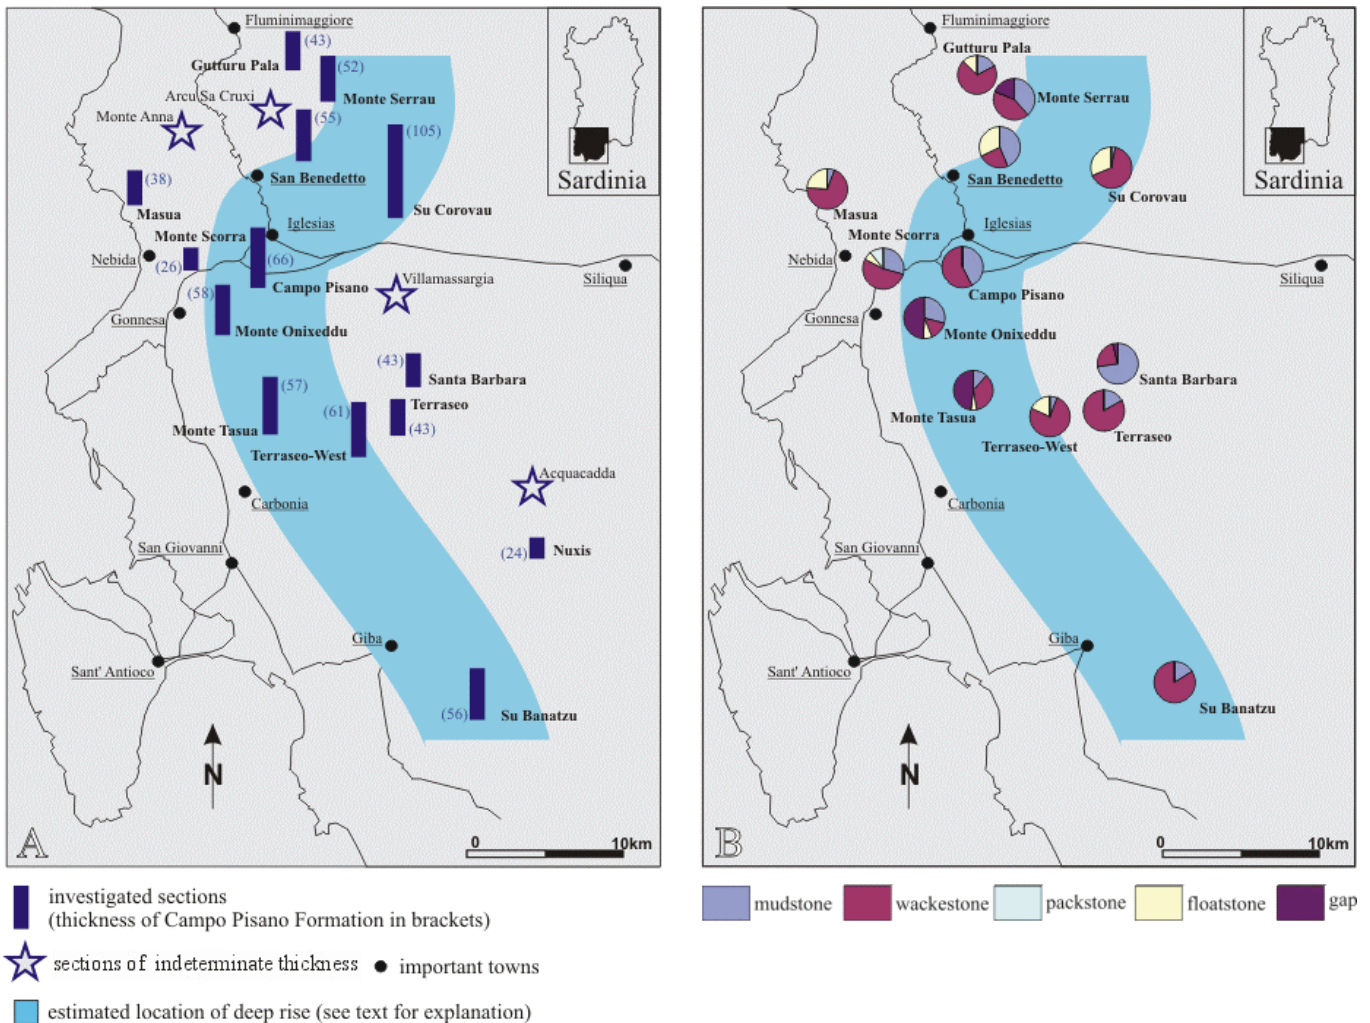 Fluminimaggiore
(43)
Gutturu Pala
(52)
Arcu Sa Cruxi
Monte Serrau
Monte Anna
(55)
(105)
(38)
San Benedetto
Sardinia
Masua
Su Corovau
Monte Scorra
Iglesias
Nebida
(26)
(66)
Villamassargia
Siliqua
(58)
Campo Pisano
Gonnesa
Monte Onixeddu
(43)
Santa Barbara
(57)
(61)
Terraseo
Monte Tasua
(43)
Terraseo-West
Acquacadda
Carbonia
San Giovanni
(24)
Nuxis
Giba
Sant' Antioco
(56)
Su Banatzu
N
A
0
10km
Fluminimaggiore
Gutturu Pala
Monte Serrau
San Benedetto
Sardinia
Su Corovau
Masua
Iglesias
Monte Scorra
Nebida
Siliqua
Campo Pisano
Gonnesa
Monte Onixeddu
Santa Barbara
Monte Tasua
Terraseo
Terraseo-West
Carbonia
San Giovanni
Giba
Sant' Antioco
Su Banatzu
N
B
0
10km
investigated sections
(thickness of Campo Pisano Formation in brackets)
sections of indeterminate thickness
important towns
estimated location of deep rise (see text for explanation)
mudstone
wackestone
packstone
floatstone
gap